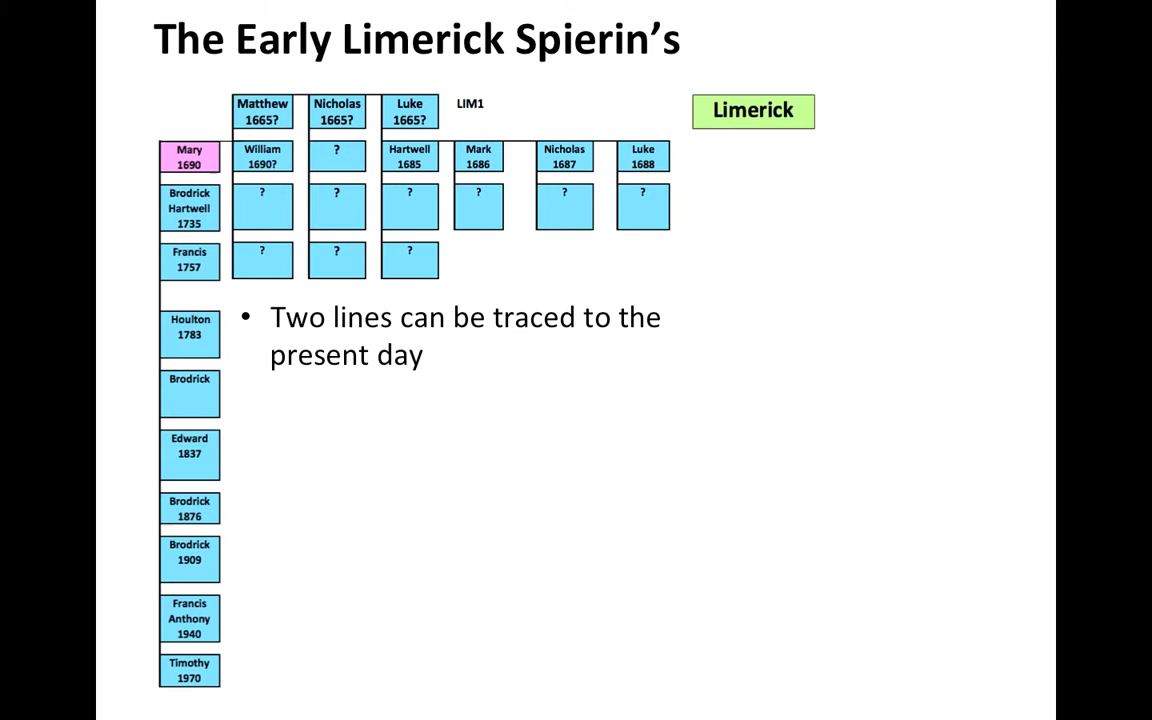 The Early Limerick Spierin's
Matthew
1665?
Nicholas
1665?
Luke
1665?
LIM1
Limerick
Mary
1690
William
1690?
?
Hartwell
1685
Mark
1686
Nicholas
1687
Luke
1688
Brodrick
Hartwell
1735
?
?
?
?
?
?
Francis
1757
?
?
?
Houlton
1783
• Two lines can be traced to the
present day
Brodrick
Edward
1837
Brodrick
1876
Brodrick
1909
Francis
Anthony
1940
Timothy
1970